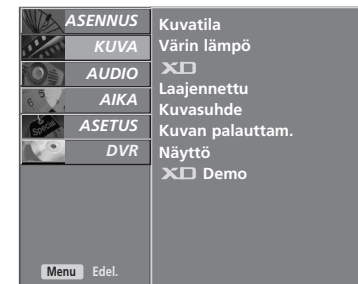 ASENNUS
KUVA
AUDIO
AIKA
ASETUS
DVR
Kuvatila
Värin lämpö
XD
Laajennettu
Kuvasuhde
Kuvan palauttam.
Näyttö
XD Demo
Special
Menu Edel.